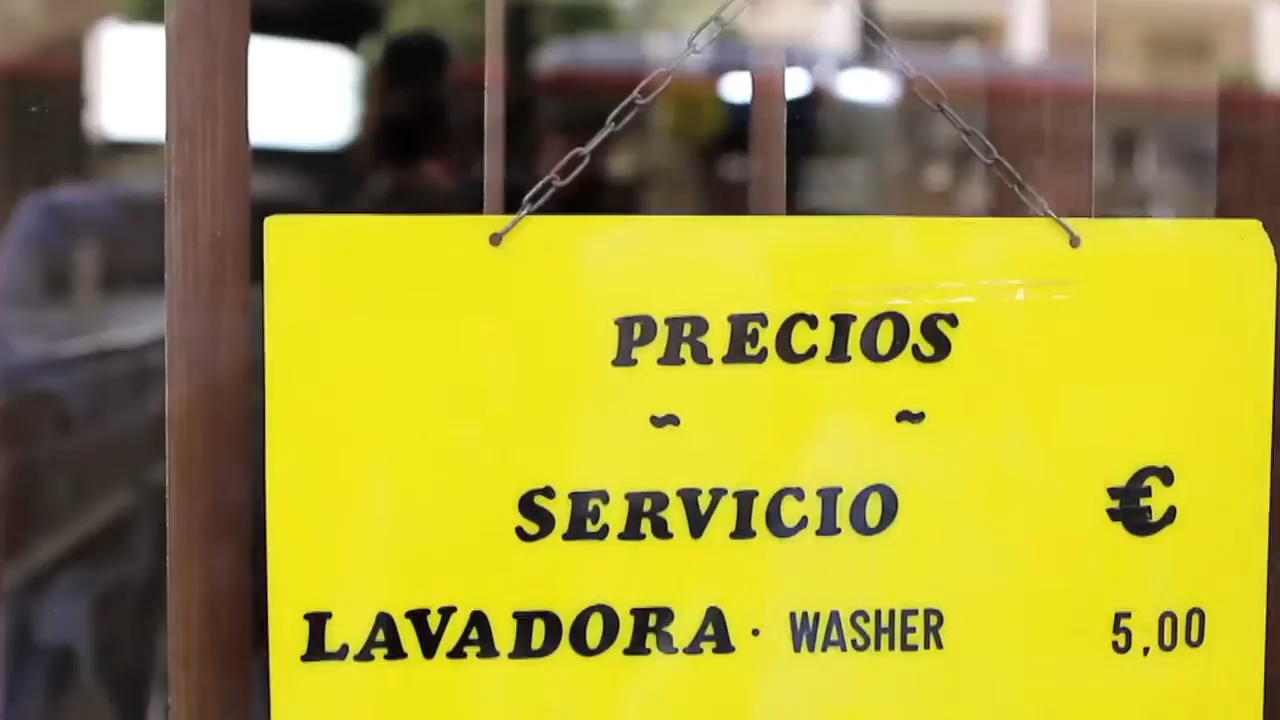 PRECIOS
~ ~
SERVICIO €
LAVADORA · WASHER 5,00